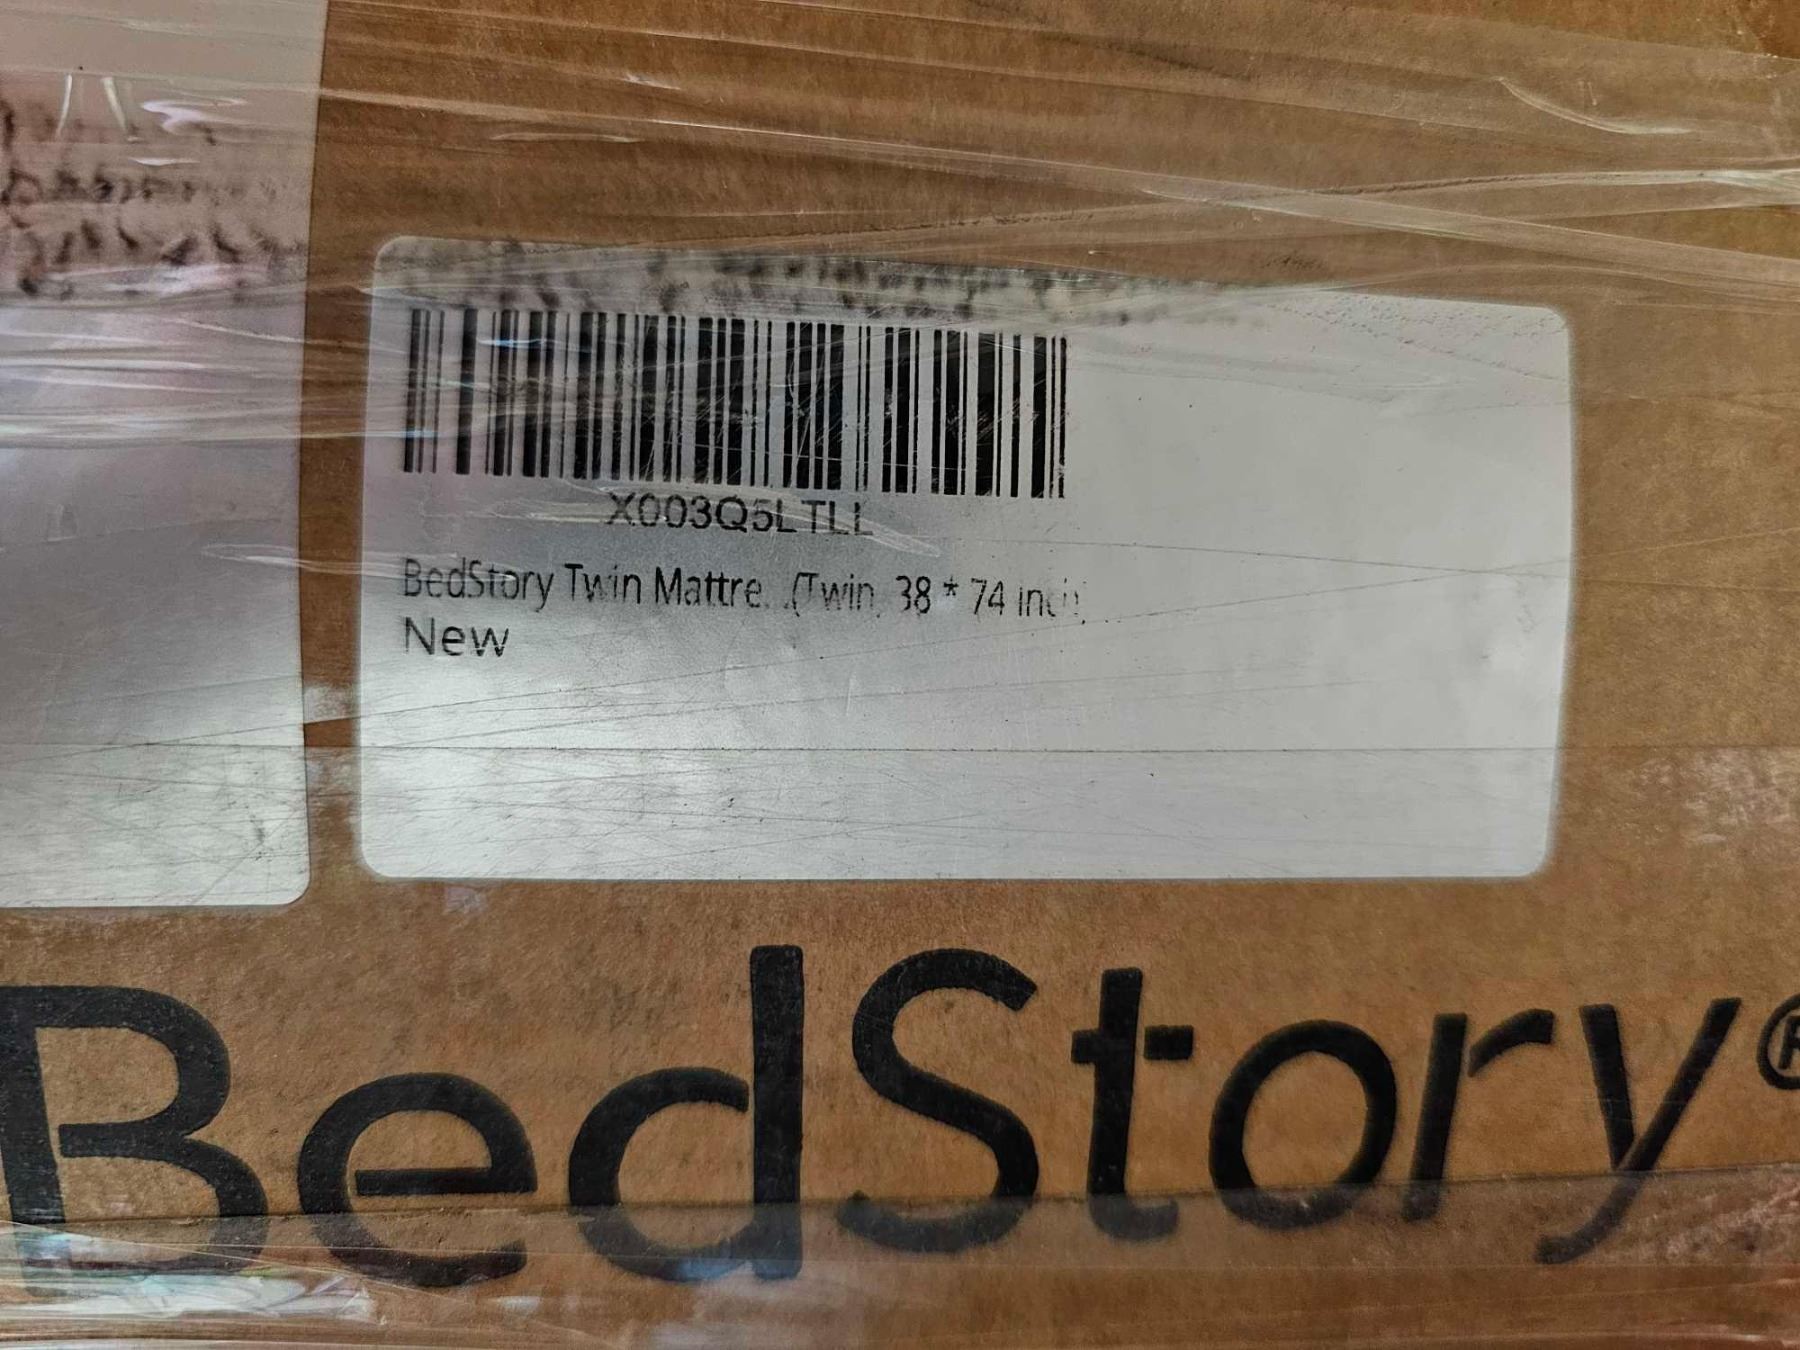 X003Q5LTLL
BedStory Twin Mattre...(Twin, 38 * 74 inch)
New
BedStory®